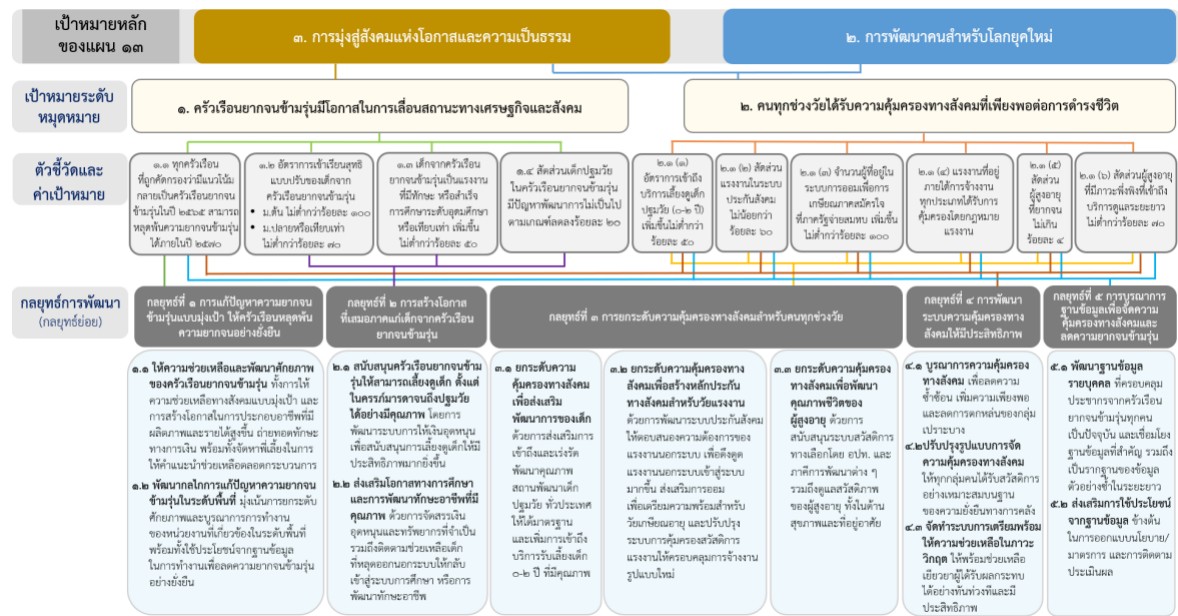 เป้าหมายหลัก
ของแผน ๑๓
๓. การมุ่งสู่สังคมแห่งโอกาสและความเป็นธรรม
๒. การพัฒนาคนสำหรับโลกยุคใหม่
เป้าหมายระดับ
หมุดหมาย
๑. ครัวเรือนยากจนข้ามรุ่นมีโอกาสในการเลื่อนสถานะทางเศรษฐกิจและสังคม
๒. คนทุกช่วงวัยได้รับความคุ้มครองทางสังคมที่เพียงพอต่อการดำรงชีวิต
ตัวชี้วัดและ
ค่าเป้าหมาย
๑.๑ ทุกครัวเรือน
ที่ถูกคัดกรองว่ามีแนวโน้ม
กลายเป็นครัวเรือนยากจน
ข้ามรุ่นในปี ๒๕๖๕ สามารถ
หลุดพ้นความยากจนข้ามรุ่น
ได้ภายในปี ๒๕๗๐
๑.๒ อัตราการเข้าเรียนสุทธิ
แบบปรับของเด็กจาก
ครัวเรือนยากจนข้ามรุ่น
• ม.ต้น ไม่ต่ำกว่าร้อยละ ๑๐๐
• ม.ปลายหรือเทียบเท่า
ไม่ต่ำกว่าร้อยละ ๗๐
๑.๓ เด็กจากครัวเรือน
ยากจนข้ามรุ่นเป็นแรงงาน
ที่มีทักษะ หรือสำเร็จ
การศึกษาระดับอุดมศึกษา
หรือเทียบเท่า เพิ่มขึ้น
ไม่ต่ำกว่าร้อยละ ๕๐
๑.๔ สัดส่วนเด็กปฐมวัย
ในครัวเรือนยากจนข้ามรุ่น
มีปัญหาพัฒนาการไม่เป็นไป
ตามเกณฑ์ลดลงร้อยละ ๒๐
๒.๑ (๑)
อัตราการเข้าถึง
บริการเลี้ยงดูเด็ก
ปฐมวัย (๐-๒ ปี)
เพิ่มขึ้นไม่ต่ำกว่า
ร้อยละ ๕๐
๒.๑ (๒) สัดส่วน
แรงงานในระบบ
ประกันสังคม
ไม่น้อยกว่า
ร้อยละ ๖๐
๒.๑ (๓) จำนวนผู้ที่อยู่ใน
ระบบการออมเพื่อการ
เกษียณภาคสมัครใจ
ที่ภาครัฐจ่ายสมทบ เพิ่มขึ้น
ไม่ต่ำกว่าร้อยละ ๑๐๐
๒.๑ (๔) แรงงานที่อยู่
ภายใต้การจ้างงาน
ทุกประเภทได้รับการ
คุ้มครองโดยกฎหมาย
แรงงาน
๒.๑ (๕)
สัดส่วน
ผู้สูงอายุ
ที่ยากจน
ไม่เกิน
ร้อยละ ๔
๒.๑ (๖) สัดส่วนผู้สูงอายุ
ที่มีภาวะพึ่งพิงที่เข้าถึง
บริการดูแลระยะยาว
ไม่ต่ำกว่าร้อยละ ๗๐
กลยุทธ์การพัฒนา
(กลยุทธ์ย่อย)
กลยุทธ์ที่ ๑ การแก้ปัญหาความยากจน
ข้ามรุ่นแบบมุ่งเป้า ให้ครัวเรือนหลุดพ้น
ความยากจนอย่างยั่งยืน
กลยุทธ์ที่ ๒ การสร้างโอกาส
ที่เสมอภาคแก่เด็กจากครัวเรือน
ยากจนข้ามรุ่น
กลยุทธ์ที่ ๓ การยกระดับความคุ้มครองทางสังคมสำหรับคนทุกช่วงวัย
กลยุทธ์ที่ ๔ การพัฒนา
ระบบความคุ้มครองทาง
สังคมให้มีประสิทธิภาพ
กลยุทธ์ที่ ๕ การบูรณาการ
ฐานข้อมูลเพื่อจัดความ
คุ้มครองทางสังคมและ
ลดความยากจนข้ามรุ่น
๑.๑ ให้ความช่วยเหลือและพัฒนาศักยภาพ
ของครัวเรือนยากจนข้ามรุ่น ทั้งการให้
ความช่วยเหลือทางสังคมแบบมุ่งเป้า และ
การสร้างโอกาสในการประกอบอาชีพที่มี
ผลิตภาพและรายได้สูงขึ้น ถ่ายทอดทักษะ
ทางการเงิน พร้อมทั้งจัดหาพี่เลี้ยงในการ
ให้คำแนะนำช่วยเหลือตลอดกระบวนการ
๑.๒ พัฒนากลไกการแก้ปัญหาความยากจน
ข้ามรุ่นในระดับพื้นที่ มุ่งเน้นการยกระดับ
ศักยภาพและบูรณาการการทำงาน
ของหน่วยงานที่เกี่ยวข้องในระดับพื้นที่
พร้อมทั้งใช้ประโยชน์จากฐานข้อมูล
ในการทำงานเพื่อลดความยากจนข้ามรุ่น
อย่างยั่งยืน
๒.๑ สนับสนุนครัวเรือนยากจนข้าม
รุ่นให้สามารถเลี้ยงดูเด็ก ตั้งแต่
ในครรภ์มารดาจนถึงปฐมวัย
ได้อย่างมีคุณภาพ โดยการ
พัฒนาระบบการให้เงินอุดหนุน
เพื่อสนับสนุนการเลี้ยงดูเด็กให้มี
ประสิทธิภาพมากยิ่งขึ้น
๒.๒ ส่งเสริมโอกาสทางการศึกษา
และการพัฒนาทักษะอาชีพที่มี
คุณภาพ ด้วยการจัดสรรเงิน
อุดหนุนและทรัพยากรที่จำเป็น
รวมถึงติดตามช่วยเหลือเด็ก
ที่หลุดออกนอกระบบให้กลับ
เข้าสู่ระบบการศึกษา หรือการ
พัฒนาทักษะอาชีพ
๓.๑ ยกระดับความ
คุ้มครองทางสังคม
เพื่อส่งเสริม
พัฒนาการของเด็ก
ด้วยการส่งเสริมการ
เข้าถึงและเร่งรัด
พัฒนาคุณภาพ
สถานพัฒนาเด็ก
ปฐมวัย ทั่วประเทศ
ให้ได้มาตรฐาน
และเพิ่มการเข้าถึง
บริการรับเลี้ยงเด็ก
๐-๒ ปี ที่มีคุณภาพ
๓.๒ ยกระดับความคุ้มครองทาง
สังคมเพื่อสร้างหลักประกัน
ทางสังคมสำหรับวัยแรงงาน
ด้วยการพัฒนาระบบประกันสังคม
ให้ตอบสนองความต้องการของ
แรงงานนอกระบบ เพื่อดึงดูด
แรงงานนอกระบบเข้าสู่ระบบ
มากขึ้น ส่งเสริมการออม
เพื่อเตรียมความพร้อมสำหรับ
วัยเกษียณอายุ และปรับปรุง
ระบบการคุ้มครองสวัสดิการ
แรงงานให้ครอบคลุมการจ้างงาน
รูปแบบใหม่
๓.๓ ยกระดับความคุ้มครอง
ทางสังคมเพื่อพัฒนา
คุณภาพชีวิตของ
ผู้สูงอายุ ด้วยการ
สนับสนุนระบบสวัสดิการ
ทางเลือกโดย อปท. และ
ภาคีการพัฒนาต่าง ๆ
รวมถึงดูแลสวัสดิภาพ
ของผู้สูงอายุ ทั้งในด้าน
สุขภาพและที่อยู่อาศัย
๔.๑ บูรณาการความคุ้มครอง
ทางสังคม เพื่อลดความ
ซ้ำซ้อน เพิ่มความเพียงพอ
และลดการตกหล่นของกลุ่ม
เปราะบาง
๔.๒ปรับปรุงรูปแบบการจัด
ความคุ้มครองทางสังคม
ให้ทุกกลุ่มคนได้รับสวัสดิการ
อย่างเหมาะสมบนฐาน
ของความยั่งยืนทางการคลัง
๔.๓ จัดทำระบบการเตรียมพร้อม
ให้ความช่วยเหลือในภาวะ
วิกฤต ให้พร้อมช่วยเหลือ
เยียวยาผู้ได้รับผลกระทบ
ได้อย่างทันท่วงทีและมี
ประสิทธิภาพ
๕.๑ พัฒนาฐานข้อมูล
รายบุคคล ที่ครอบคลุม
ประชากรจากครัวเรือน
ยากจนข้ามรุ่นทุกคน
เป็นปัจจุบัน และเชื่อมโยง
ฐานข้อมูลที่สำคัญ รวมถึง
เป็นรากฐานของข้อมูล
ตัวอย่างซ้ำในระยะยาว
๕.๒ ส่งเสริมการใช้ประโยชน์
จากฐานข้อมูล ข้างต้น
ในการออกแบบนโยบาย/
มาตรการ และการติดตาม
ประเมินผล